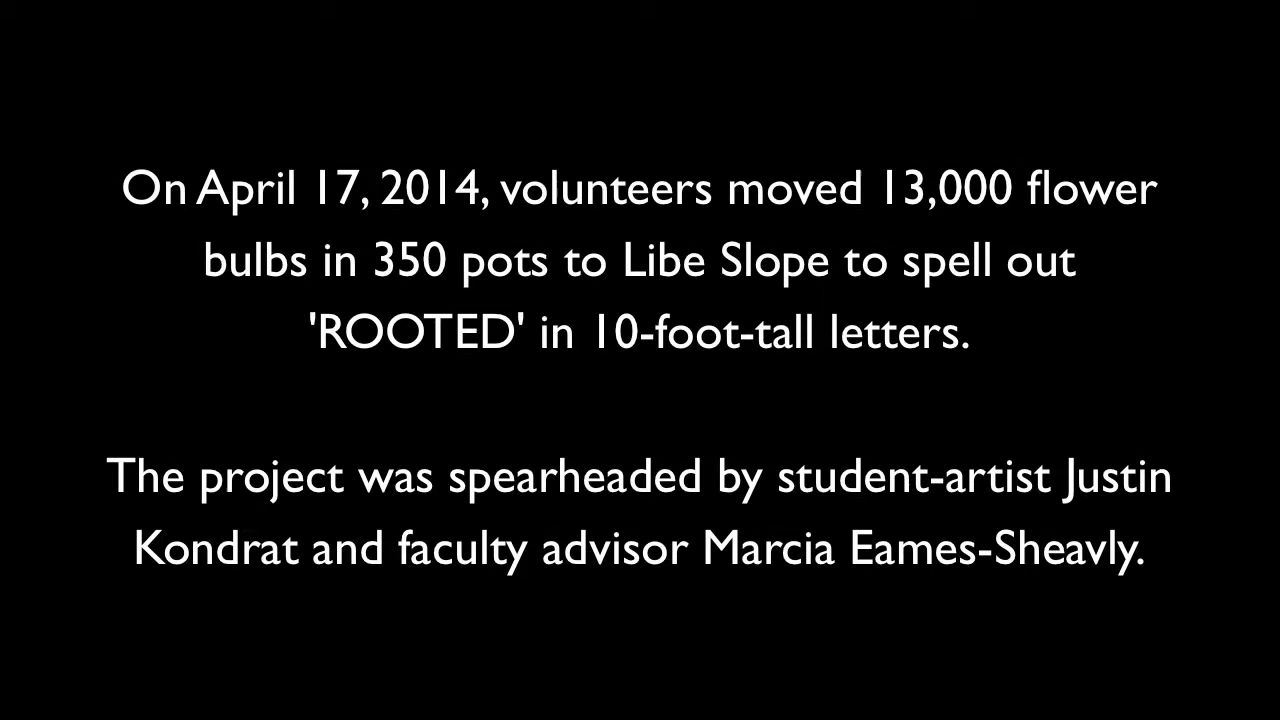 On April 17, 2014, volunteers moved 13,000 flower
bulbs in 350 pots to Libe Slope to spell out
'ROOTED' in 10-foot-tall letters.
The project was spearheaded by student-artist Justin
Kondrat and faculty advisor Marcia Eames-Sheavly.